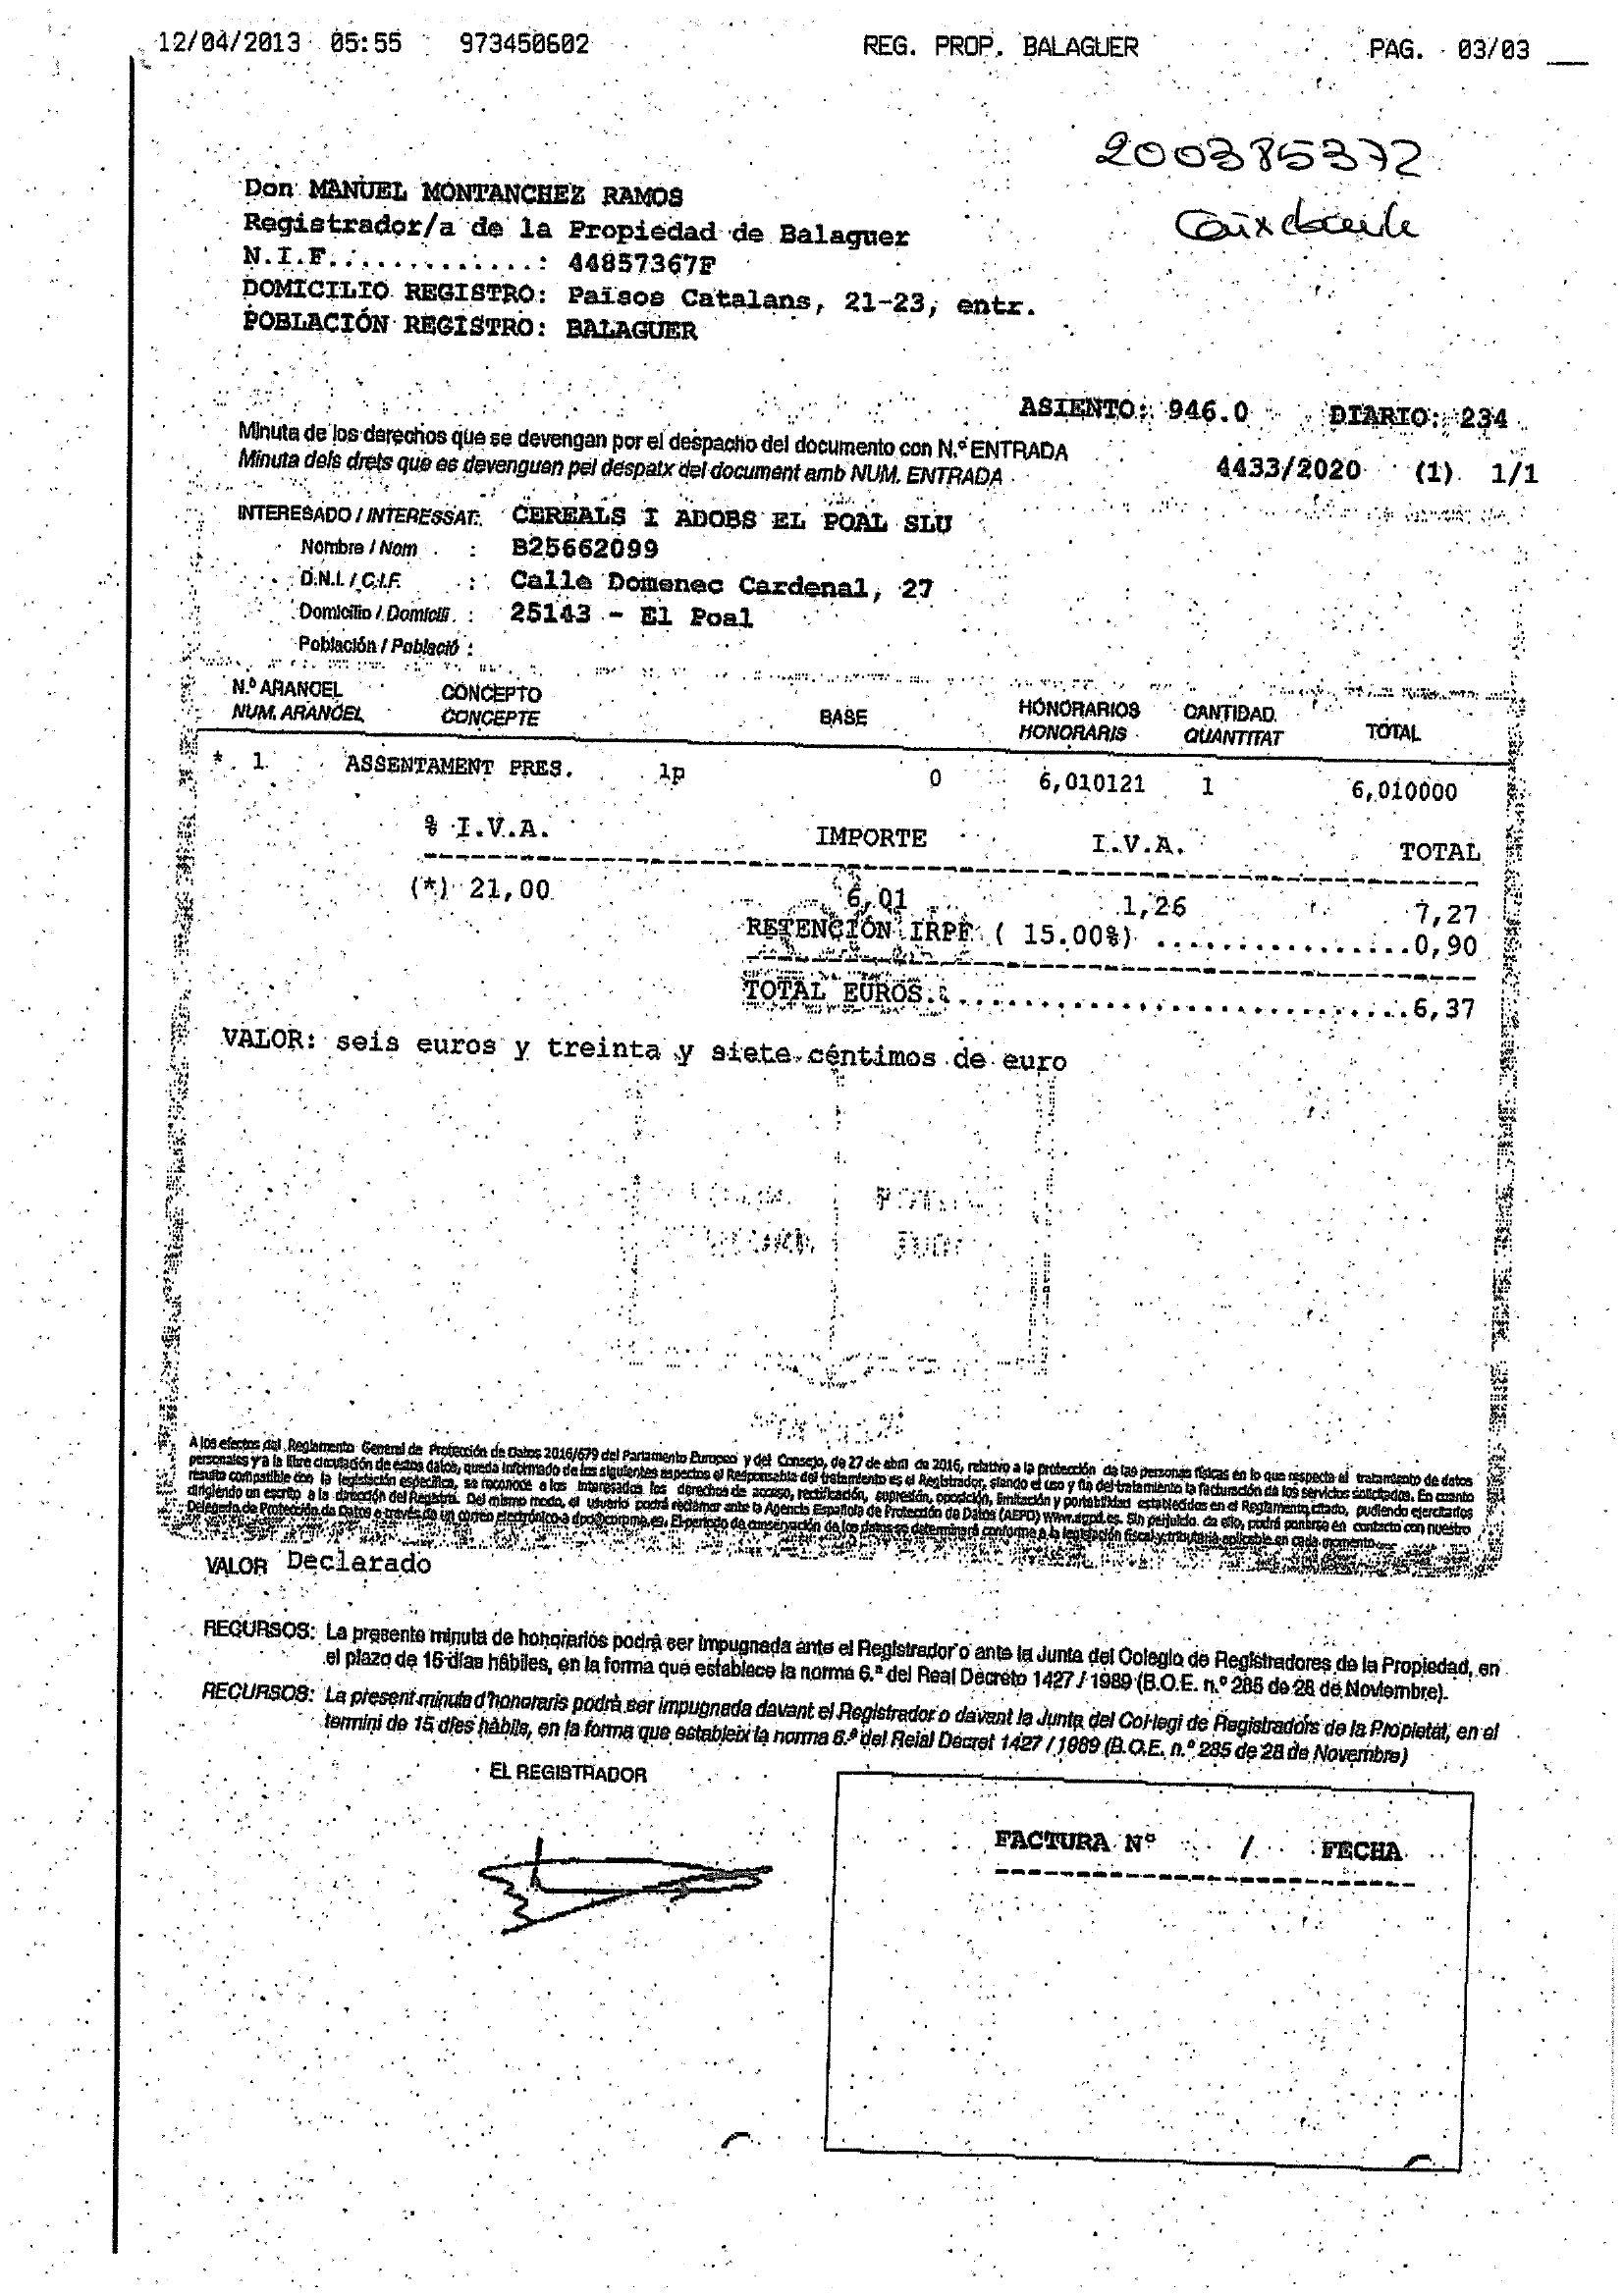 12/04/2013 05:55 973450602 REG. PROP. BALAGUER PAG. 03/03
200385372
Don MANUEL MONTANCHEZ RAMOS
Registrador/a de la Propiedad de Balaguer
N.I.F.............: 44857367F
DOMICILIO REGISTRO: Països Catalans, 21-23, entr.
POBLACIÓN REGISTRO: BALAGUER
ASIENTO: 946.0 DIARIO: 234
Minuta de los derechos que se devengan por el despacho del documento con N.º ENTRADA
Minuta dels drets que es devenguen pel despatx del document amb NUM. ENTRADA
4433/2020 (1) 1/1
INTERESADO / INTERESSAT: CEREALS I ADOBS EL POAL SLU
Nombre / Nom : B25662099
D.N.I. / C.I.F. : Calle Domenec Cardenal, 27
Domicilio / Domicili : 25143 - El Poal
Población / Població :
N.º ARANCEL CONCEPTO BASE HONORARIOS CANTIDAD TOTAL
NUM. ARANCEL CONCEPTE HONORARIS QUANTITAT
* 1 ASSENTAMENT PRES. 1p 0 6,010121 1 6,010000
% I.V.A. IMPORTE I.V.A. TOTAL
(*) 21,00 6,01 1,26 7,27
RETENCIÓN IRPF ( 15.00%) ................0,90
TOTAL EUROS.:............................6,37
VALOR: seis euros y treinta y siete céntimos de euro
A los efectos del Reglamento General de Protección de Datos 2016/679 del Parlamento Europeo y del Consejo, de 27 de abril de 2016, relativo a la protección de las personas físicas en lo que respecta al tratamiento de datos
personales y a la libre circulación de estos datos, queda informado de los siguientes aspectos el Responsable del tratamiento es el Registrador, siendo el uso y fin del tratamiento la facturación de los servicios solicitados. En cuanto
resulte compatible con la legislación específica, se reconoce a los interesados los derechos de acceso, rectificación, supresión, oposición, limitación y portabilidad establecidos en el Reglamento citado, pudiendo ejercitarlos
dirigiendo un escrito a la dirección del Registro. Del mismo modo, el usuario podrá reclamar ante la Agencia Española de Protección de Datos (AEPD) www.agpd.es. Sin perjuicio de ello, podrá ponerse en contacto con nuestro
Delegado de Protección de Datos a través de un correo electrónico a dpo@corpme.es. El periodo de conservación de los datos se determinará conforme a la legislación fiscal y tributaria aplicable en cada momento.
VALOR Declarado
RECURSOS: La presente minuta de honorarios podrá ser impugnada ante el Registrador o ante la Junta del Colegio de Registradores de la Propiedad, en
el plazo de 15 días hábiles, en la forma que establece la norma 6.ª del Real Decreto 1427 / 1989 (B.O.E. n.º 285 de 28 de Noviembre).
RECURSOS: La present minuta d'honoraris podrà ser impugnada davant el Registrador o davant la Junta del Col·legi de Registradors de la Propietat, en el
termini de 15 dies hàbils, en la forma que estableix la norma 6.ª del Reial Decret 1427 / 1989 (B.O.E. n.º 285 de 28 de Novembre)
EL REGISTRADOR
FACTURA Nº / FECHA